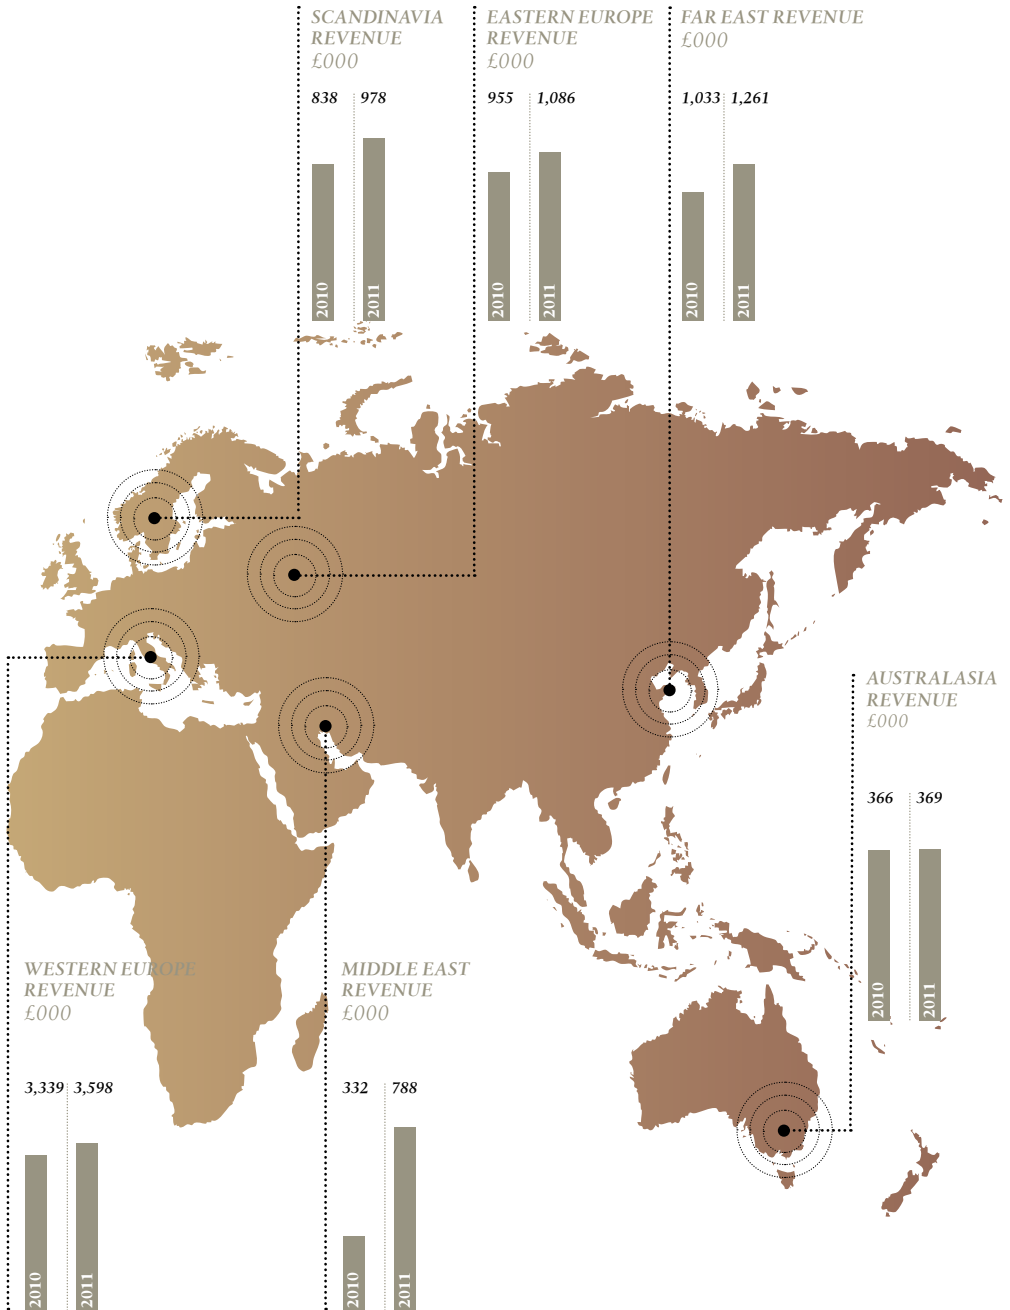 SCANDINAVIA
REVENUE
£000
838 978
2010 2011
EASTERN EUROPE
REVENUE
£000
955 1,086
2010 2011
FAR EAST REVENUE
£000
1,033 1,261
2010 2011
AUSTRALASIA
REVENUE
£000
366 369
2010 2011
WESTERN EUROPE
REVENUE
£000
3,339 3,598
2010 2011
MIDDLE EAST
REVENUE
£000
332 788
2010 2011